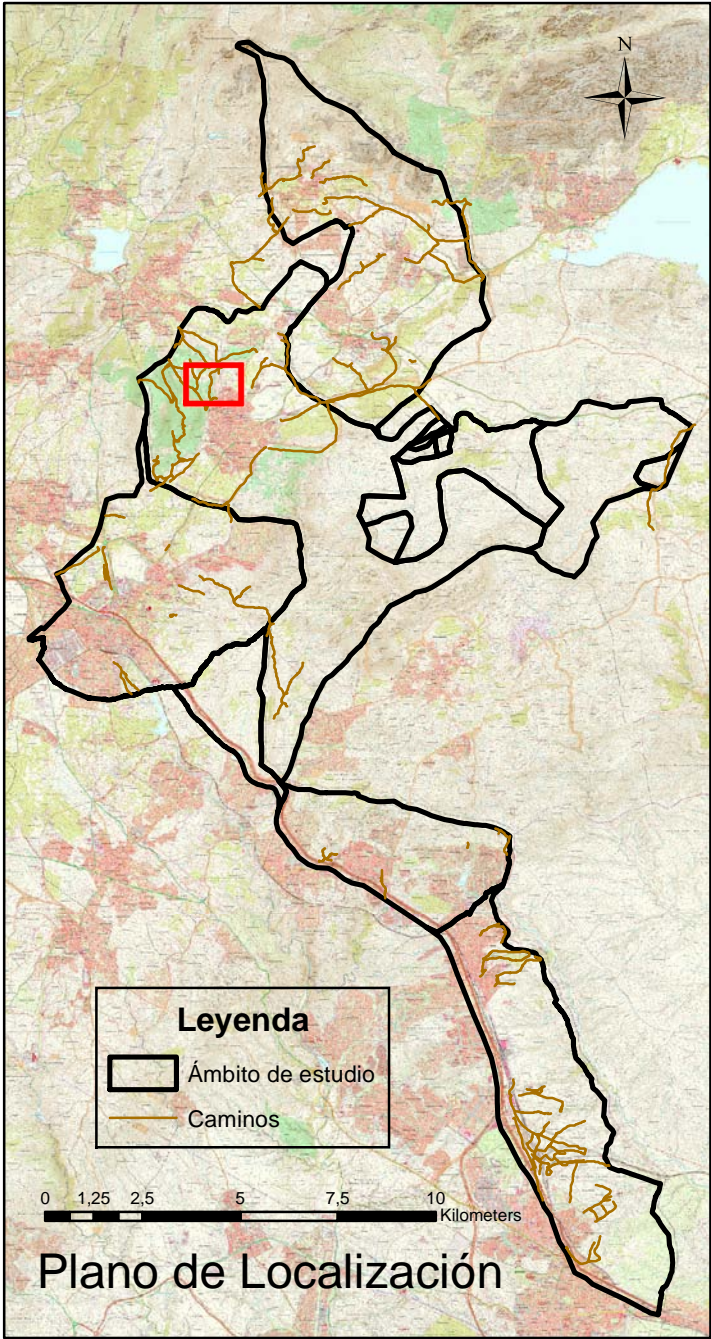 N
Leyenda
Ámbito de estudio
Caminos
0 1,25 2,5 5 7,5 10
Kilometers
Plano de Localización